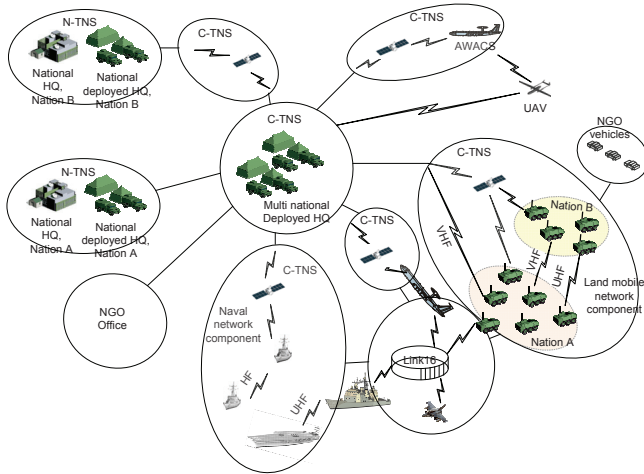 N-TNS
National
HQ,
Nation B
National
deployed HQ,
Nation B
C-TNS
C-TNS
AWACS
UAV
NGO
vehicles
C-TNS
Multi national
Deployed HQ
C-TNS
Nation B
VHF
VHF
UHF
Land mobile
network
component
Nation A
N-TNS
National
HQ,
Nation A
National
deployed HQ,
Nation A
C-TNS
NGO
Office
C-TNS
Naval network
component
HF
UHF
Link16